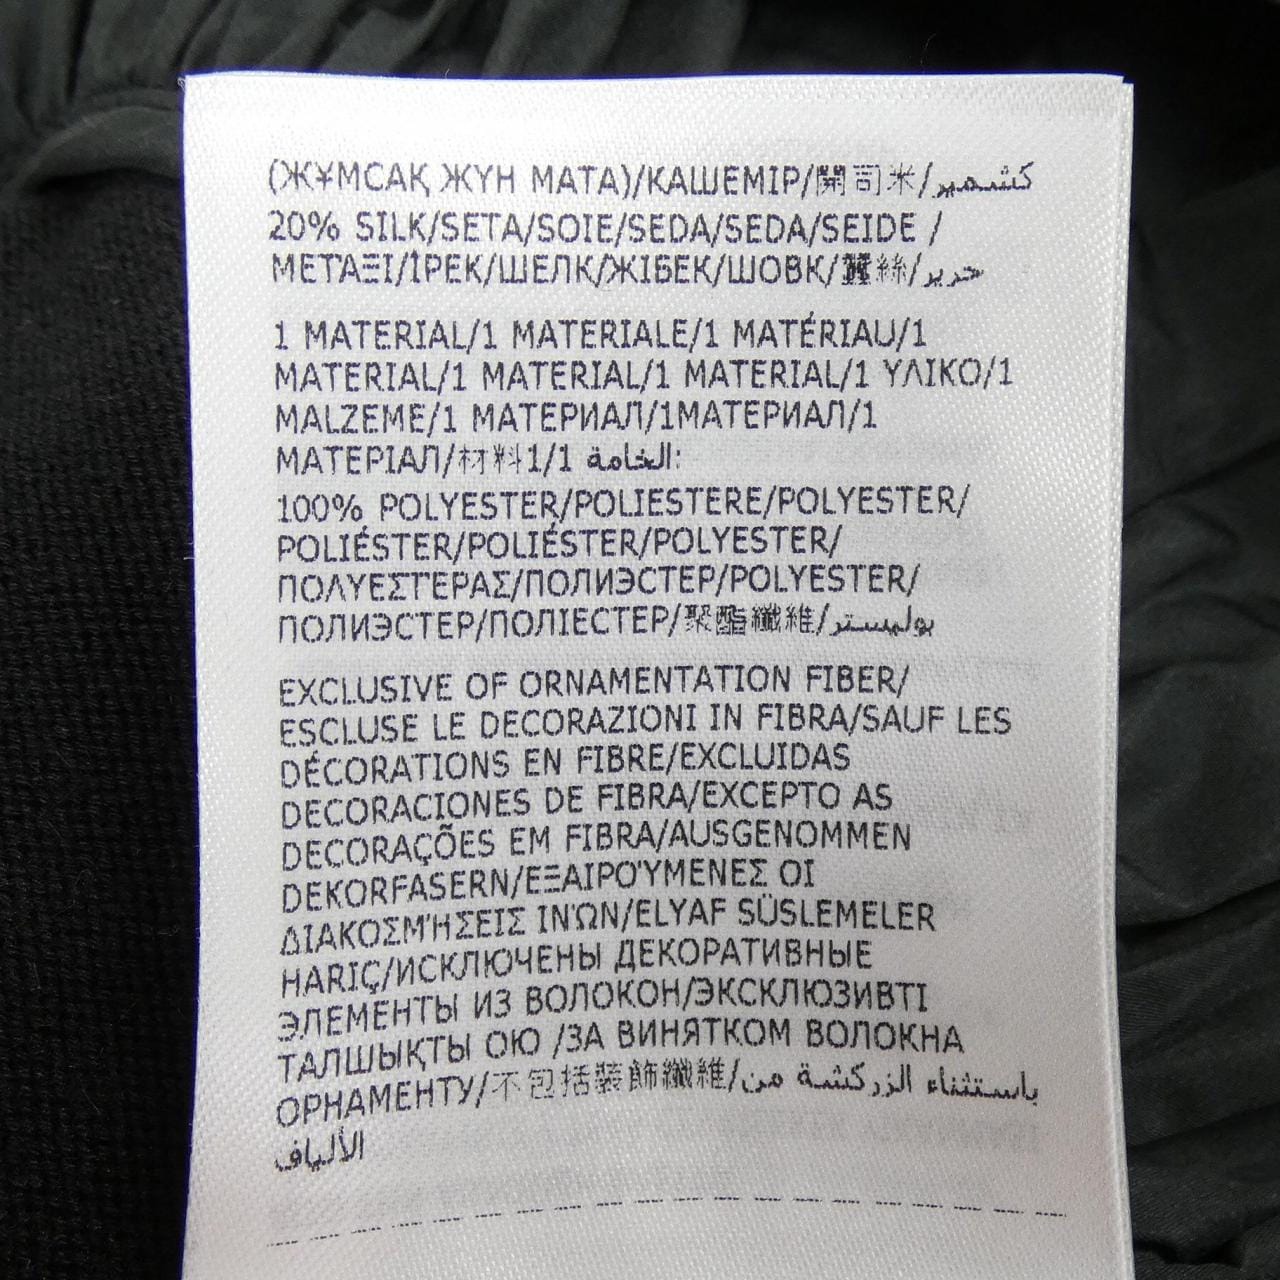 (Ж¥МСАҚ ЖҮН МАТА)/КАШЕМІР/開司米/كشمير
20% SILK/SETA/SOIE/SEDA/SEDA/SEIDE /
ΜΕΤΆΞΙ/İPEK/ШЕЛК/ЖІБЕК/ШОВК/蠶絲/حرير
1 MATERIAL/1 MATERIALE/1 MATÉRIAU/1
MATERIAL/1 MATERIAL/1 MATERIAL/1 ΥΛΙΚΟ/1
MALZEME/1 МАТЕРИАЛ/1МАТЕРИАЛ/1
МАТЕРІАЛ/材料1/1 الخامة:
100% POLYESTER/POLIESTERE/POLYESTER/
POLIÉSTER/POLIÉSTER/POLYESTER/
ΠΟΛΥΕΣΤΕΡΑΣ/ПОЛИЭСТЕР/POLYESTER/
ПОЛИЭСТЕР/ПОЛІЕСТЕР/聚酯纖維/بوليستر
EXCLUSIVE OF ORNAMENTATION FIBER/
ESCLUSE LE DECORAZIONI IN FIBRA/SAUF LES
DÉCORATIONS EN FIBRE/EXCLUIDAS
DECORACIONES DE FIBRA/EXCEPTO AS
DECORAÇÕES EM FIBRA/AUSGENOMMEN
DEKORFASERN/ΕΞΑΙΡΟΎΜΕΝΕΣ ΟΙ
ΔΙΑΚΟΣΜΉΣΕΙΣ ΙΝΏΝ/ELYAF SÜSLEMELER
HARIÇ/ИСКЛЮЧЕНЫ ДЕКОРАТИВНЫЕ
ЭЛЕМЕНТЫ ИЗ ВОЛОКОН/ЭКСКЛЮЗИВТІ
ТАЛШЫҚТЫ ОЮ /ЗА ВИНЯТКОМ ВОЛОКНА
ОРНАМЕНТУ/不包括裝飾纖維/باستثناء الزركشة من
الألياف